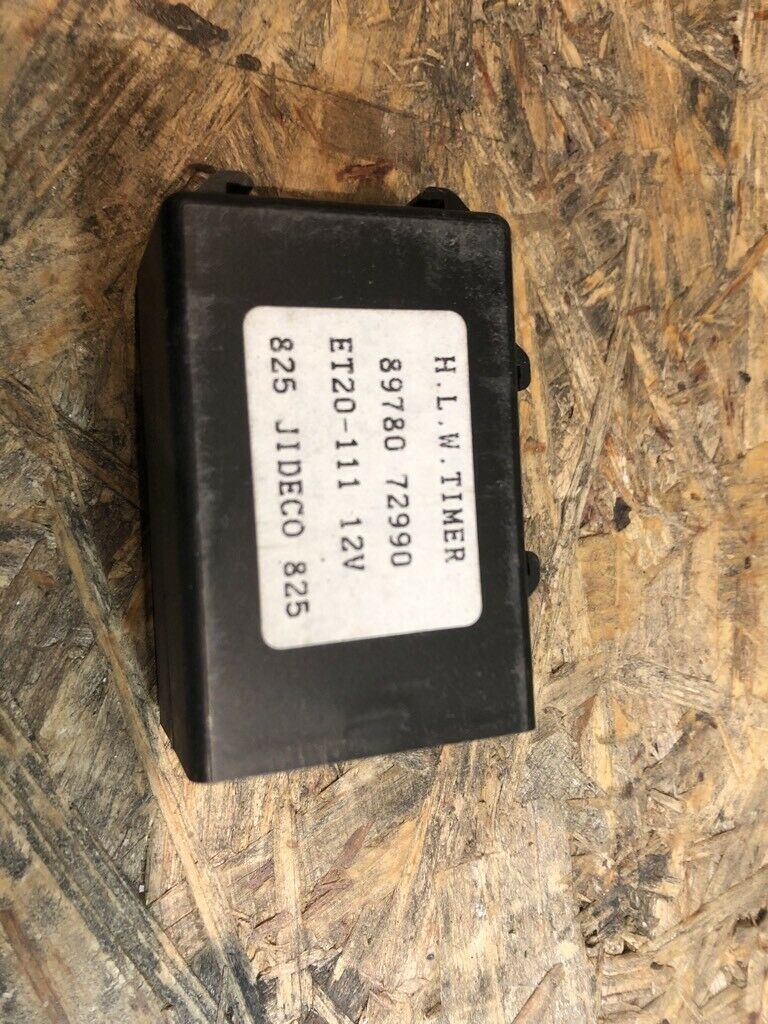 H.L.W.TIMER
89780 72990
ET20-111 12V
825 JIDECO 825